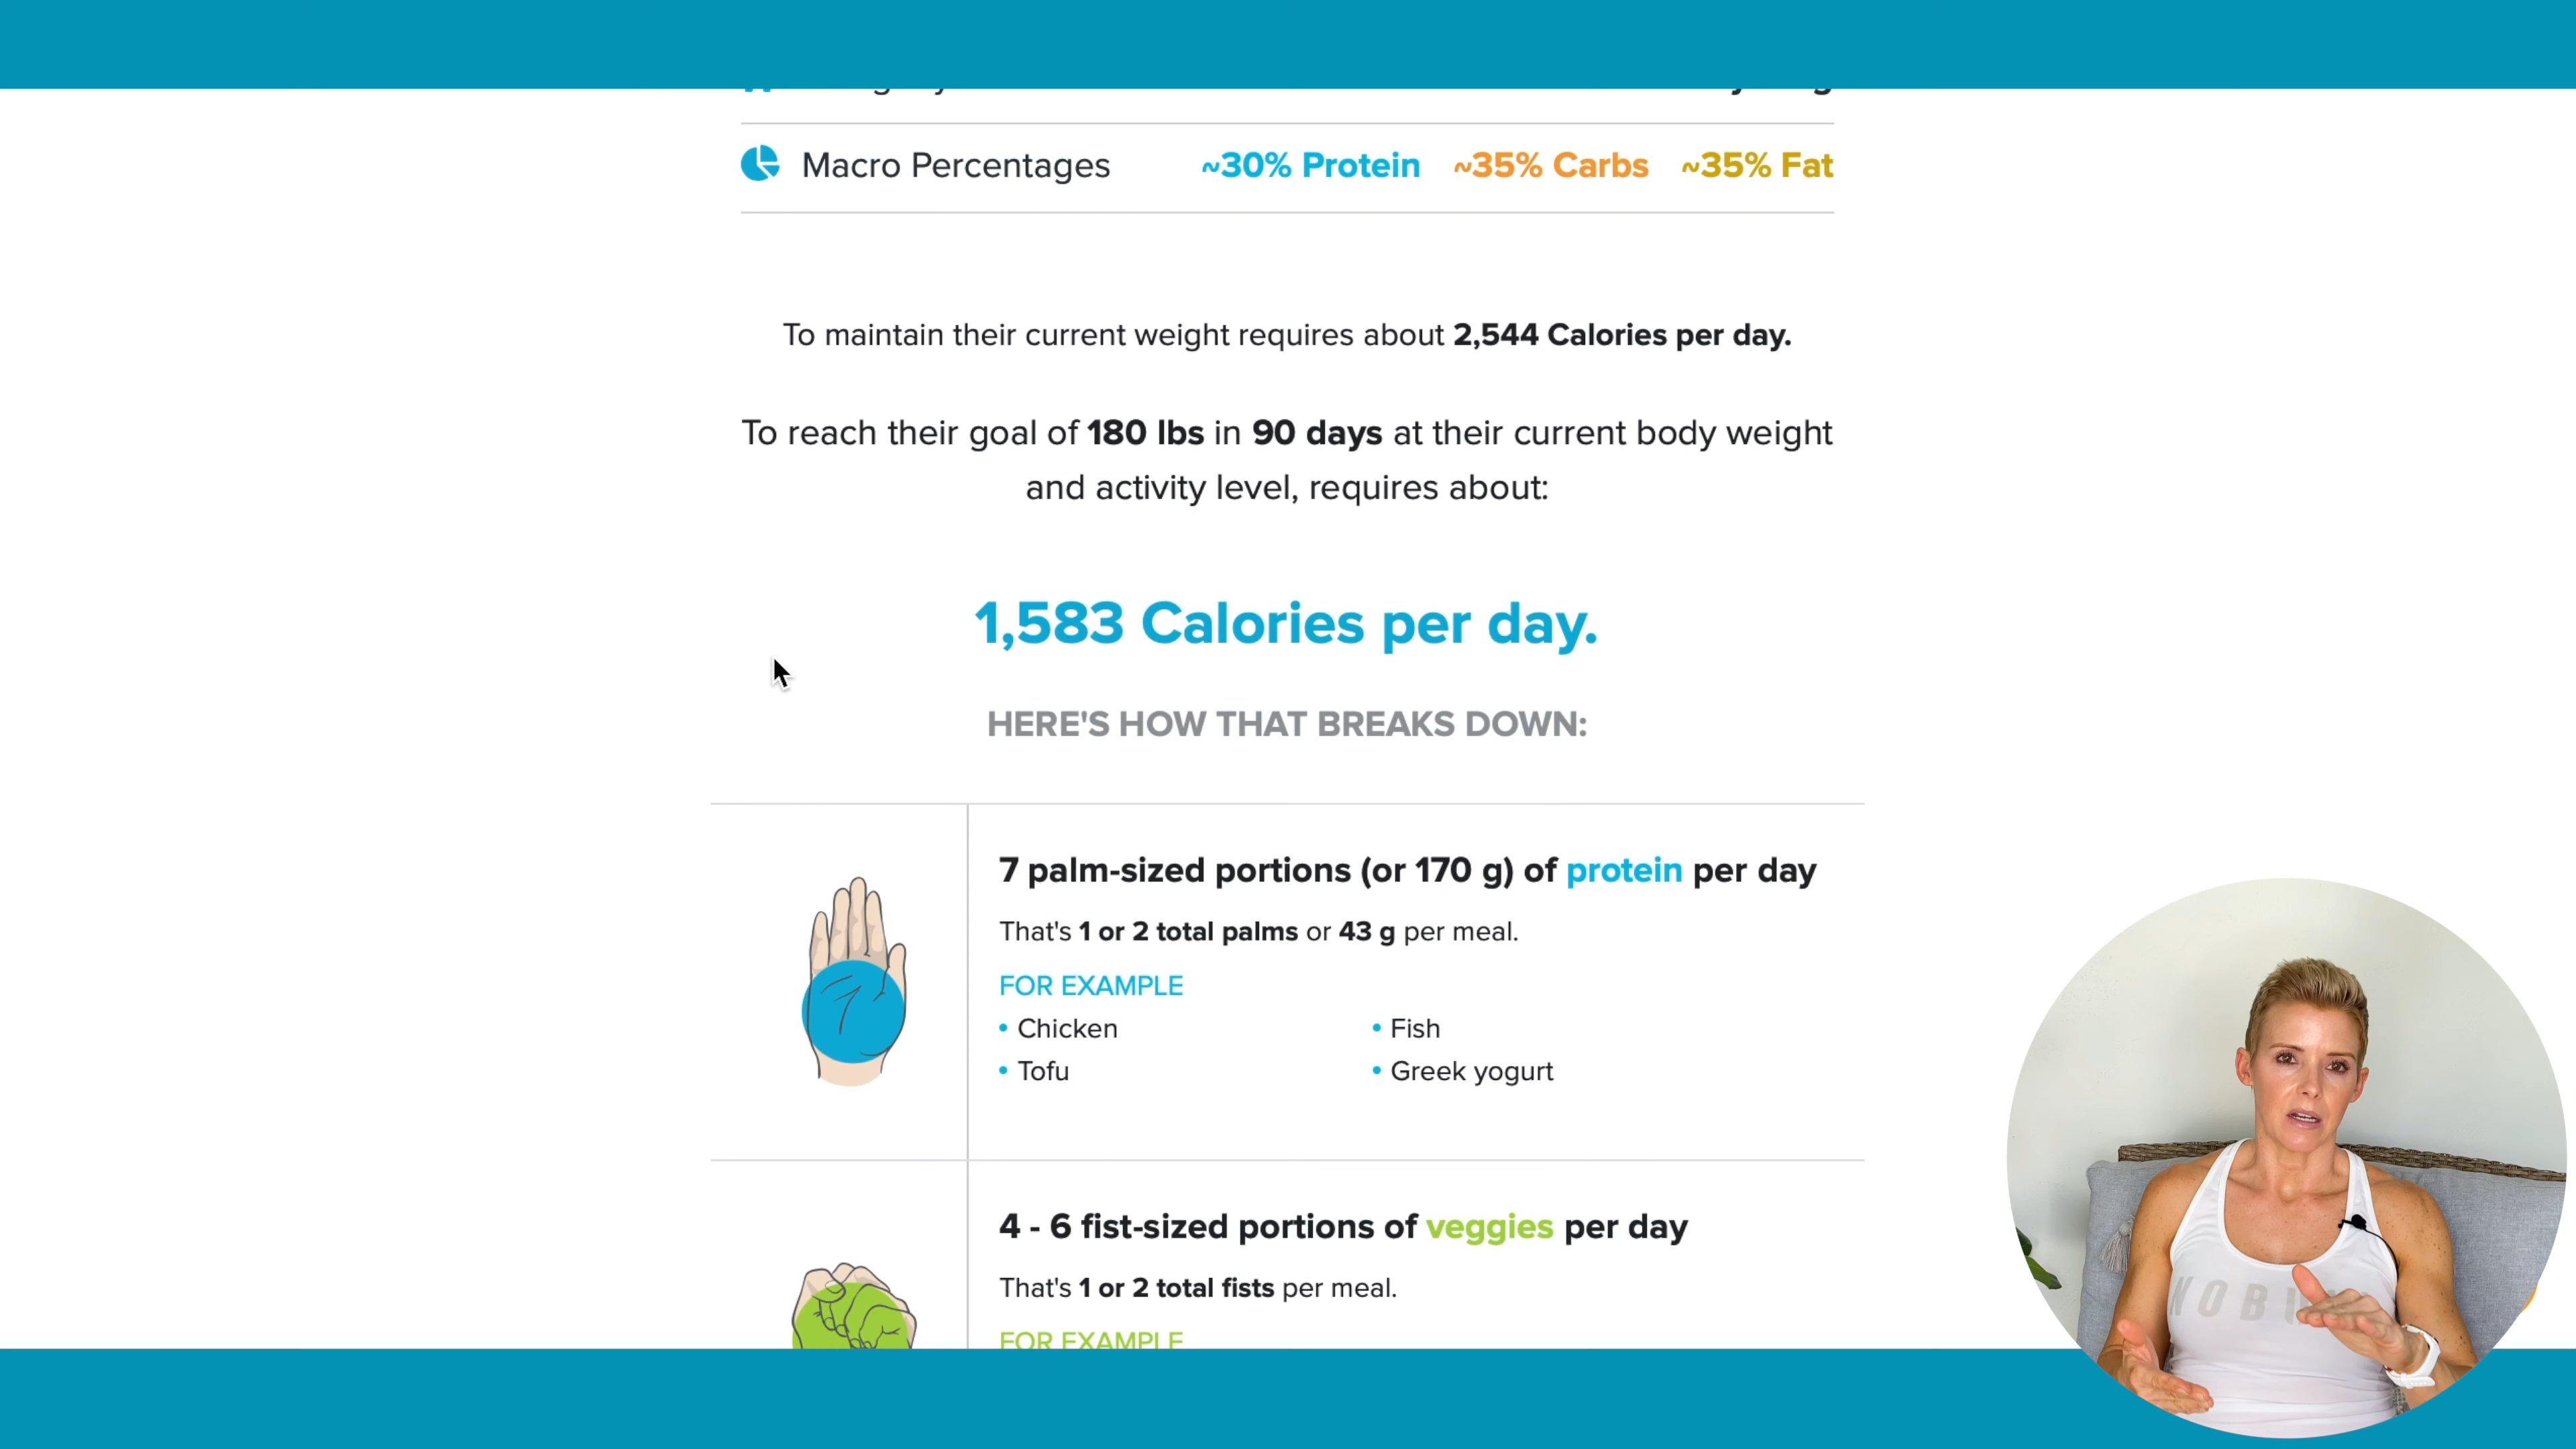 Macro Percentages ~30% Protein ~35% Carbs ~35% Fat
To maintain their current weight requires about 2,544 Calories per day.
To reach their goal of 180 lbs in 90 days at their current body weight
and activity level, requires about:
1,583 Calories per day.
HERE'S HOW THAT BREAKS DOWN:
7 palm-sized portions (or 170 g) of protein per day
That's 1 or 2 total palms or 43 g per meal.
FOR EXAMPLE
• Chicken • Fish
• Tofu • Greek yogurt
4 - 6 fist-sized portions of veggies per day
That's 1 or 2 total fists per meal.
FOR EXAMPLE